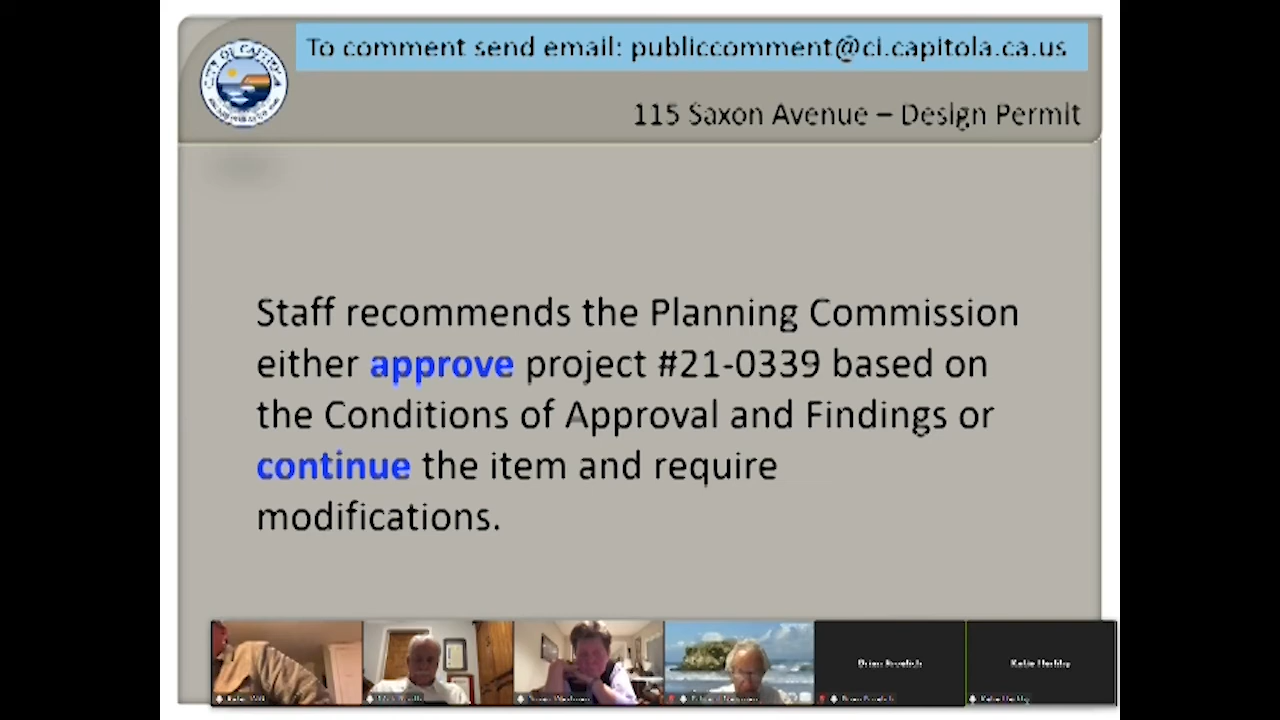 To comment send email: publiccomment@ci.capitola.ca.us
115 Saxon Avenue – Design Permit
Staff recommends the Planning Commission
either approve project #21-0339 based on
the Conditions of Approval and Findings or
continue the item and require
modifications.